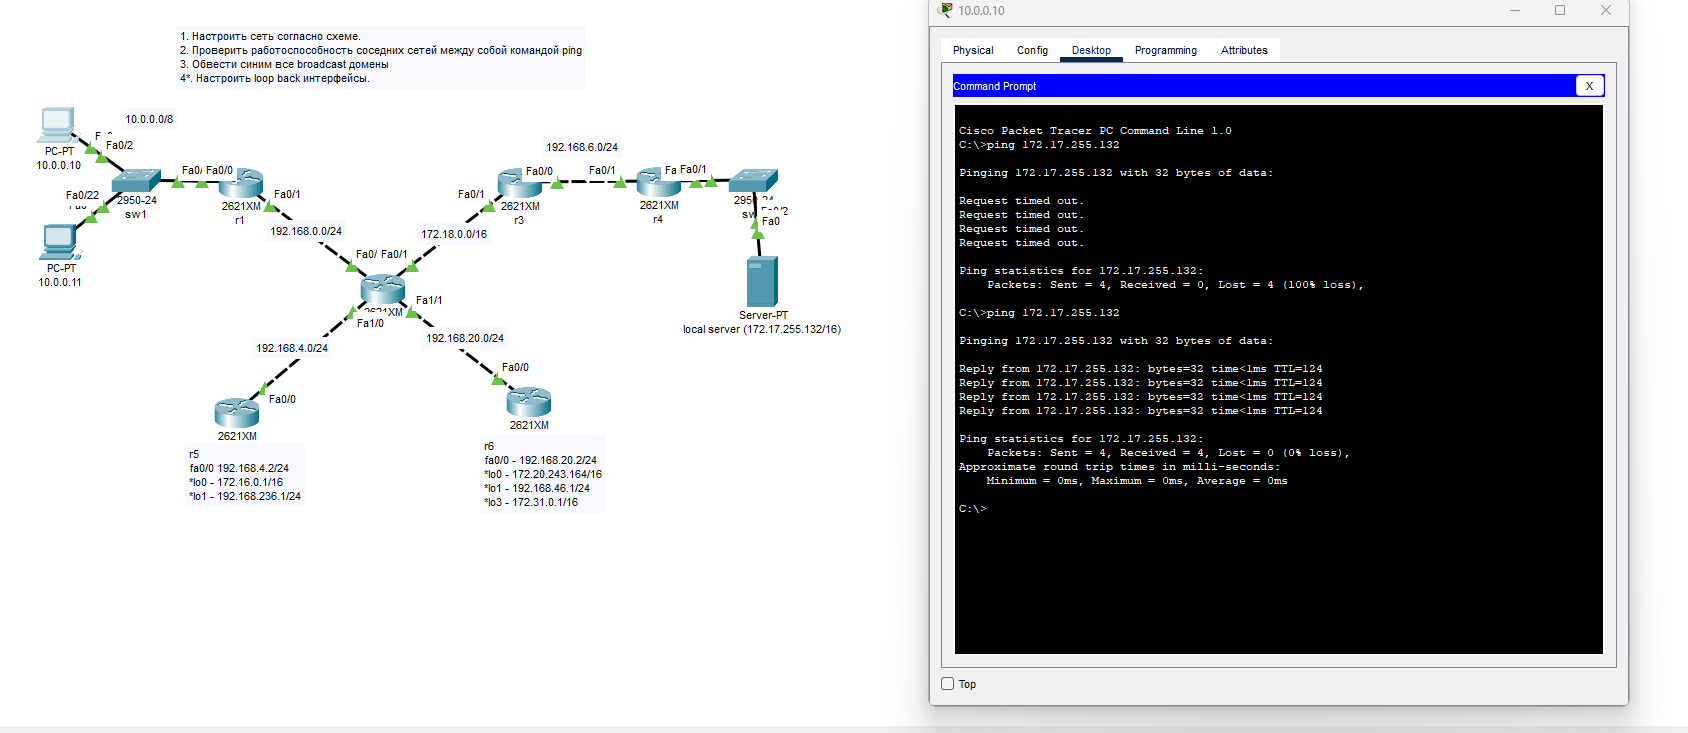 1. Настроить сеть согласно схеме.
2. Проверить работоспособность соседних сетей между собой командой ping
3. Обвести синим все broadcast домены
4*. Настроить loop back интерфейсы.
10.0.0.0/8
Fa0/2
PC-PT
10.0.0.10
Fa0/ Fa0/0
Fa0/22
2950-24
sw1
2621XM
r1
Fa0/1
PC-PT
10.0.0.11
192.168.0.0/24
192.168.6.0/24
Fa0/0
Fa0/1
Fa Fa0/1
Fa0/1
2621XM
r3
2621XM
r4
sw
Fa0
172.18.0.0/16
Fa0/ Fa0/1
2621XM
Fa1/1
Fa1/0
Server-PT
local server (172.17.255.132/16)
192.168.4.0/24
192.168.20.0/24
Fa0/0
Fa0/0
2621XM
2621XM
r5
fa0/0 192.168.4.2/24
*lo0 - 172.16.0.1/16
*lo1 - 192.168.236.1/24
r6
fa0/0 - 192.168.20.2/24
*lo0 - 172.20.243.164/16
*lo1 - 192.168.46.1/24
*lo3 - 172.31.0.1/16
10.0.0.10
Physical Config Desktop Programming Attributes
Command Prompt X
Cisco Packet Tracer PC Command Line 1.0
C:\>ping 172.17.255.132
Pinging 172.17.255.132 with 32 bytes of data:
Request timed out.
Request timed out.
Request timed out.
Request timed out.
Ping statistics for 172.17.255.132:
Packets: Sent = 4, Received = 0, Lost = 4 (100% loss),
C:\>ping 172.17.255.132
Pinging 172.17.255.132 with 32 bytes of data:
Reply from 172.17.255.132: bytes=32 time<1ms TTL=124
Reply from 172.17.255.132: bytes=32 time<1ms TTL=124
Reply from 172.17.255.132: bytes=32 time<1ms TTL=124
Reply from 172.17.255.132: bytes=32 time<1ms TTL=124
Ping statistics for 172.17.255.132:
Packets: Sent = 4, Received = 4, Lost = 0 (0% loss),
Approximate round trip times in milli-seconds:
Minimum = 0ms, Maximum = 0ms, Average = 0ms
C:\>
Top